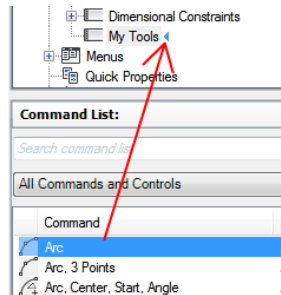 Dimensional Constraints
My Tools
Menus
Quick Properties
Command List:
Search command list
All Commands and Controls
Command
Arc
Arc, 3 Points
Arc, Center, Start, Angle